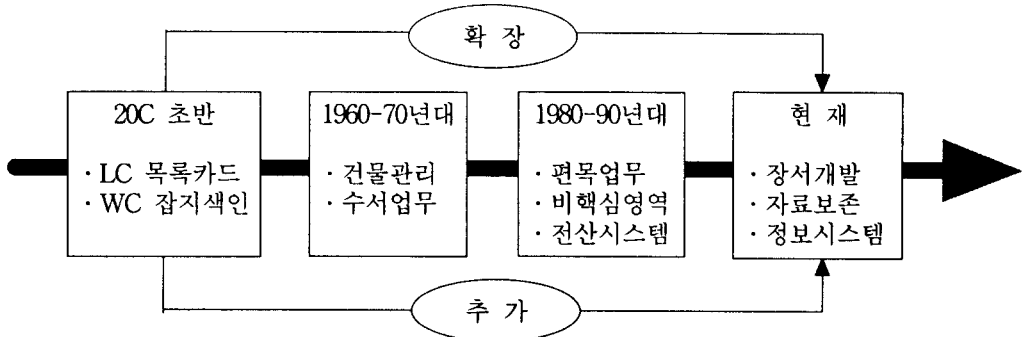 확 장
20C 초반
· LC 목록카드
· WC 잡지색인
1960-70년대
· 건물관리
· 수서업무
1980-90년대
· 편목업무
· 비핵심영역
· 전산시스템
현 재
· 장서개발
· 자료보존
· 정보시스템
추 가